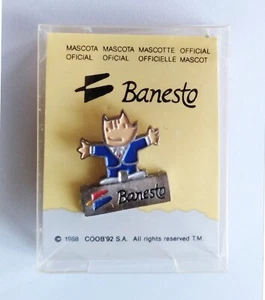 MASCOTA MASCOTA MASCOTTE OFFICIAL
OFICIAL OFICIAL OFFICIELLE MASCOT
Banesto
Banesto
© 1988 COOB'92 S.A. All rights reserved T.M.